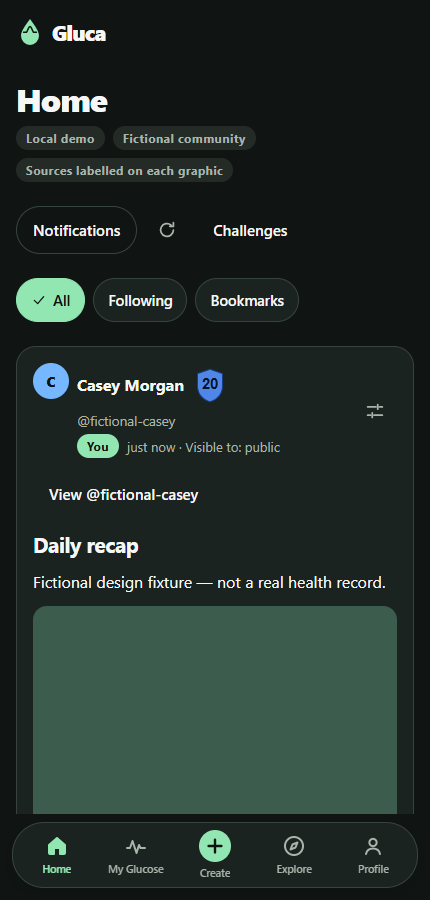 Gluca
Home
Local demo
Fictional community
Sources labelled on each graphic
Notifications
Challenges
All
Following
Bookmarks
C
Casey Morgan
20
@fictional-casey
You
just now · Visible to: public
View @fictional-casey
Daily recap
Fictional design fixture — not a real health record.
Home
My Glucose
Create
Explore
Profile